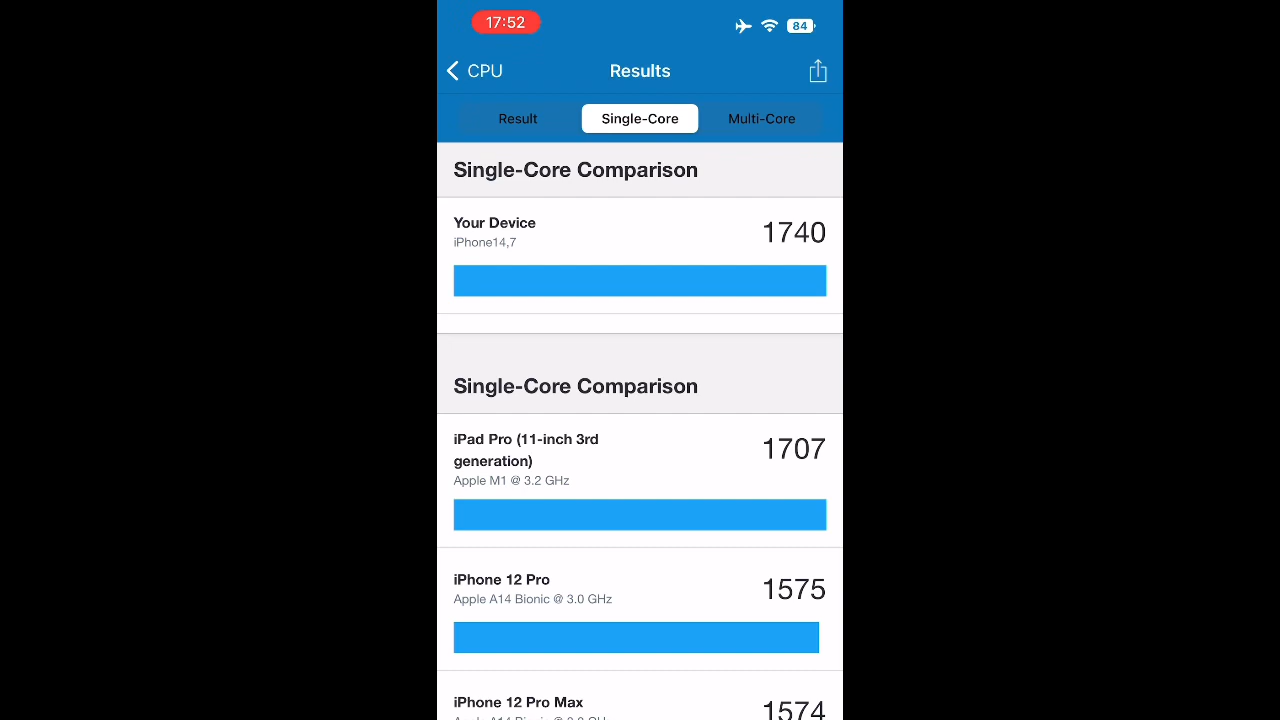 17:52
84
CPU
Results
Result
Single-Core
Multi-Core
Single-Core Comparison
Your Device
1740
iPhone14,7
Single-Core Comparison
iPad Pro (11-inch 3rd
generation)
1707
Apple M1 @ 3.2 GHz
iPhone 12 Pro
1575
Apple A14 Bionic @ 3.0 GHz
iPhone 12 Pro Max
1574